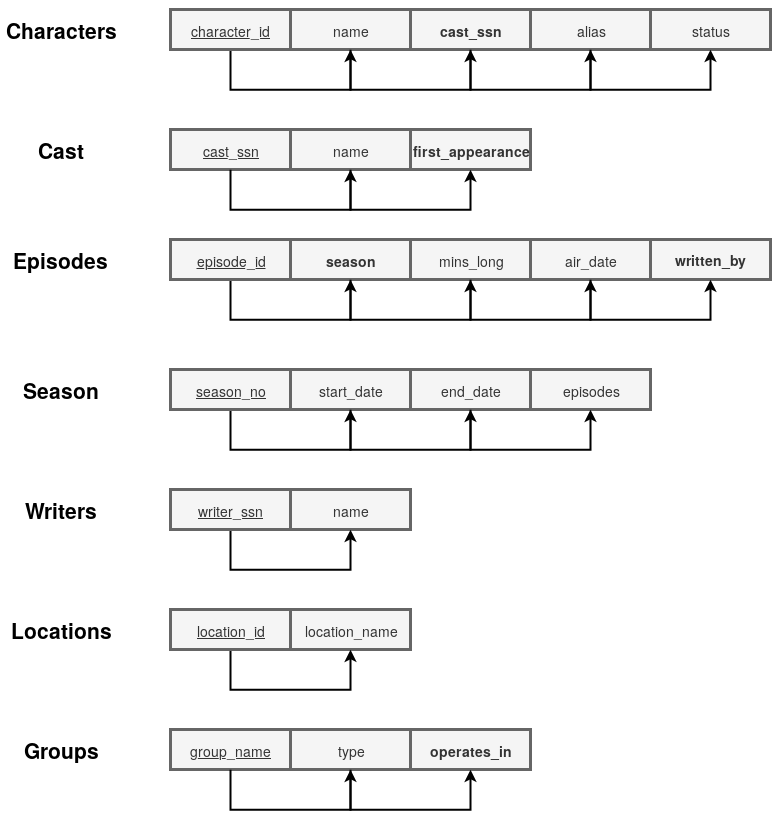 Characters character_id name cast_ssn alias status
Cast cast_ssn name first_appearance
Episodes episode_id season mins_long air_date written_by
Season season_no start_date end_date episodes
Writers writer_ssn name
Locations location_id location_name
Groups group_name type operates_in